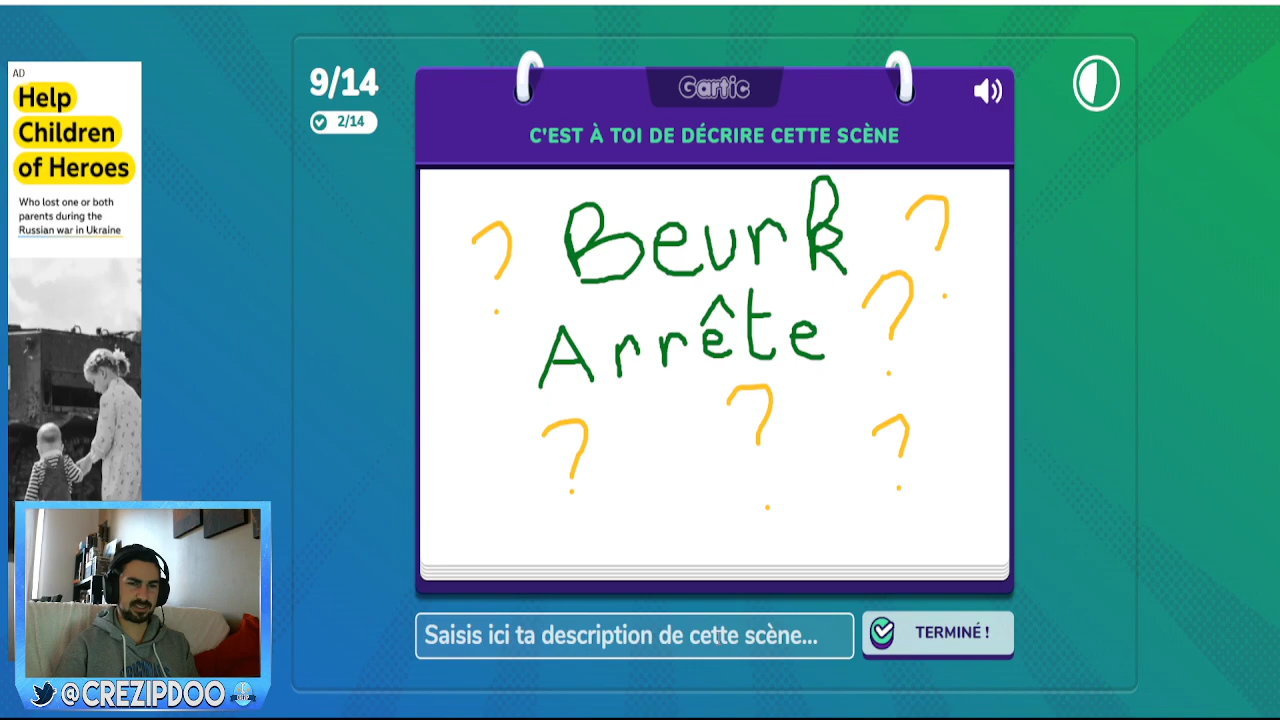 AD
Help
Children
of Heroes
Who lost one or both
parents during the
Russian war in Ukraine
9/14
2/14
Gartic
C'EST À TOI DE DÉCRIRE CETTE SCÈNE
? Beurk ?
Arrête ?
? ? ?
Saisis ici ta description de cette scène...
TERMINÉ !
@CREZIPDOO